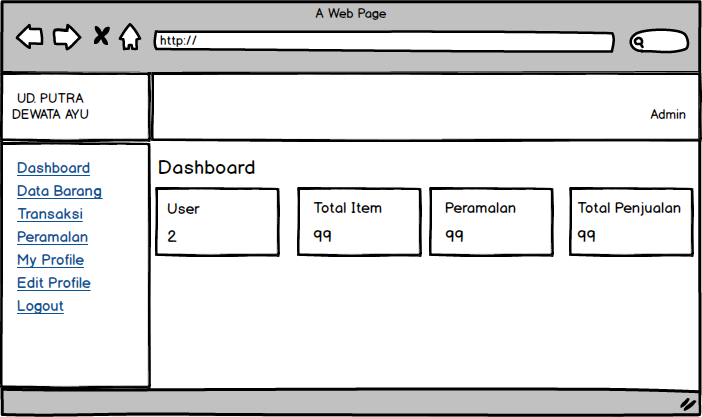 A Web Page
http://
UD. PUTRA
DEWATA AYU
Admin
Dashboard
Data Barang
Transaksi
Peramalan
My Profile
Edit Profile
Logout
Dashboard
User
2
Total Item
99
Peramalan
99
Total Penjualan
99